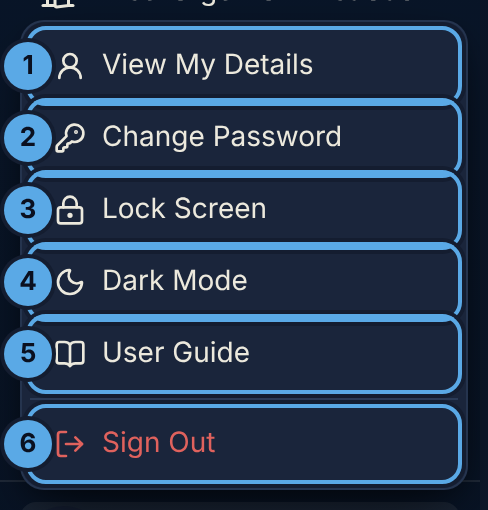 1 View My Details
2 Change Password
3 Lock Screen
4 Dark Mode
5 User Guide
6 Sign Out